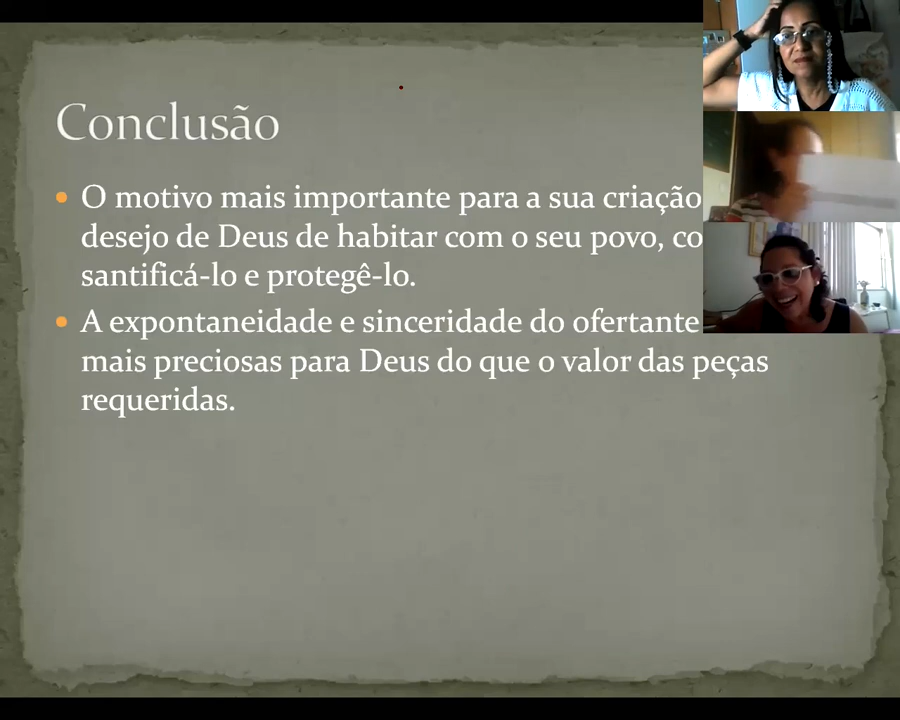 Conclusão
• O motivo mais importante para a sua criação
desejo de Deus de habitar com o seu povo,
santificá-lo e protegê-lo.
• A expontaneidade e sinceridade do ofertante
mais preciosas para Deus do que o valor das peças
requeridas.